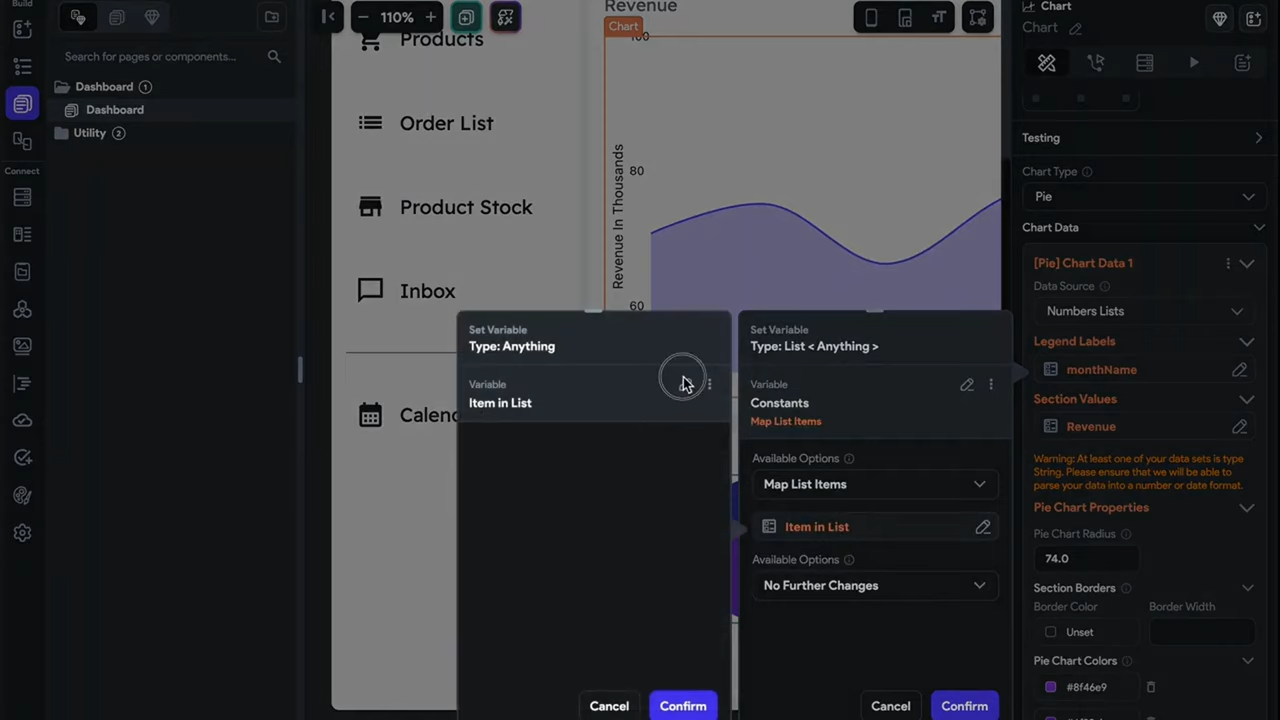 Build
Connect
Search for pages or components...
Dashboard 1
Dashboard
Utility 2
110%
Products
Order List
Product Stock
Inbox
Calend
Revenue
Chart
100
80
60
Revenue In Thousands
Set Variable
Type: Anything
Variable
Item in List
Cancel
Confirm
Set Variable
Type: List < Anything >
Variable
Constants
Map List Items
Available Options
Map List Items
Item in List
Available Options
No Further Changes
Cancel
Confirm
Chart
Chart
Testing
Chart Type
Pie
Chart Data
[Pie] Chart Data 1
Data Source
Numbers Lists
Legend Labels
monthName
Section Values
Revenue
Warning: At least one of your data sets is type
String. Please ensure that we will be able to
parse your data into a number or date format.
Pie Chart Properties
Pie Chart Radius
74.0
Section Borders
Border Color
Border Width
Unset
Pie Chart Colors
#8f46e9